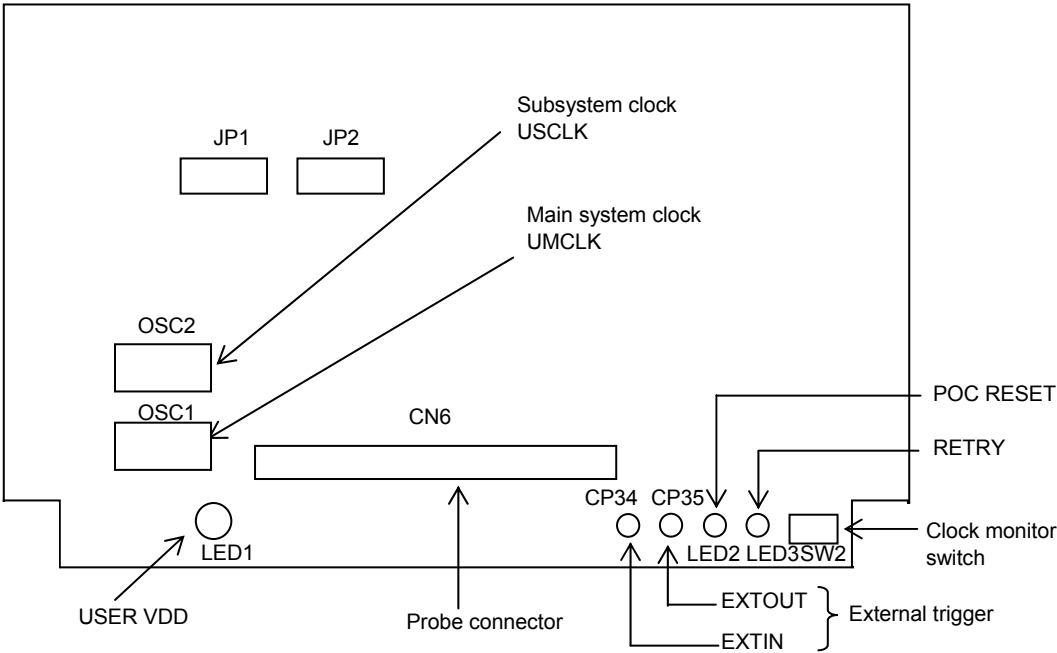 Subsystem clock
USCLK
JP1
JP2
Main system clock
UMCLK
OSC2
OSC1
CN6
POC RESET
RETRY
CP34
CP35
LED1
LED2
LED3
SW2
Clock monitor
switch
USER VDD
Probe connector
EXTOUT
EXTIN
External trigger